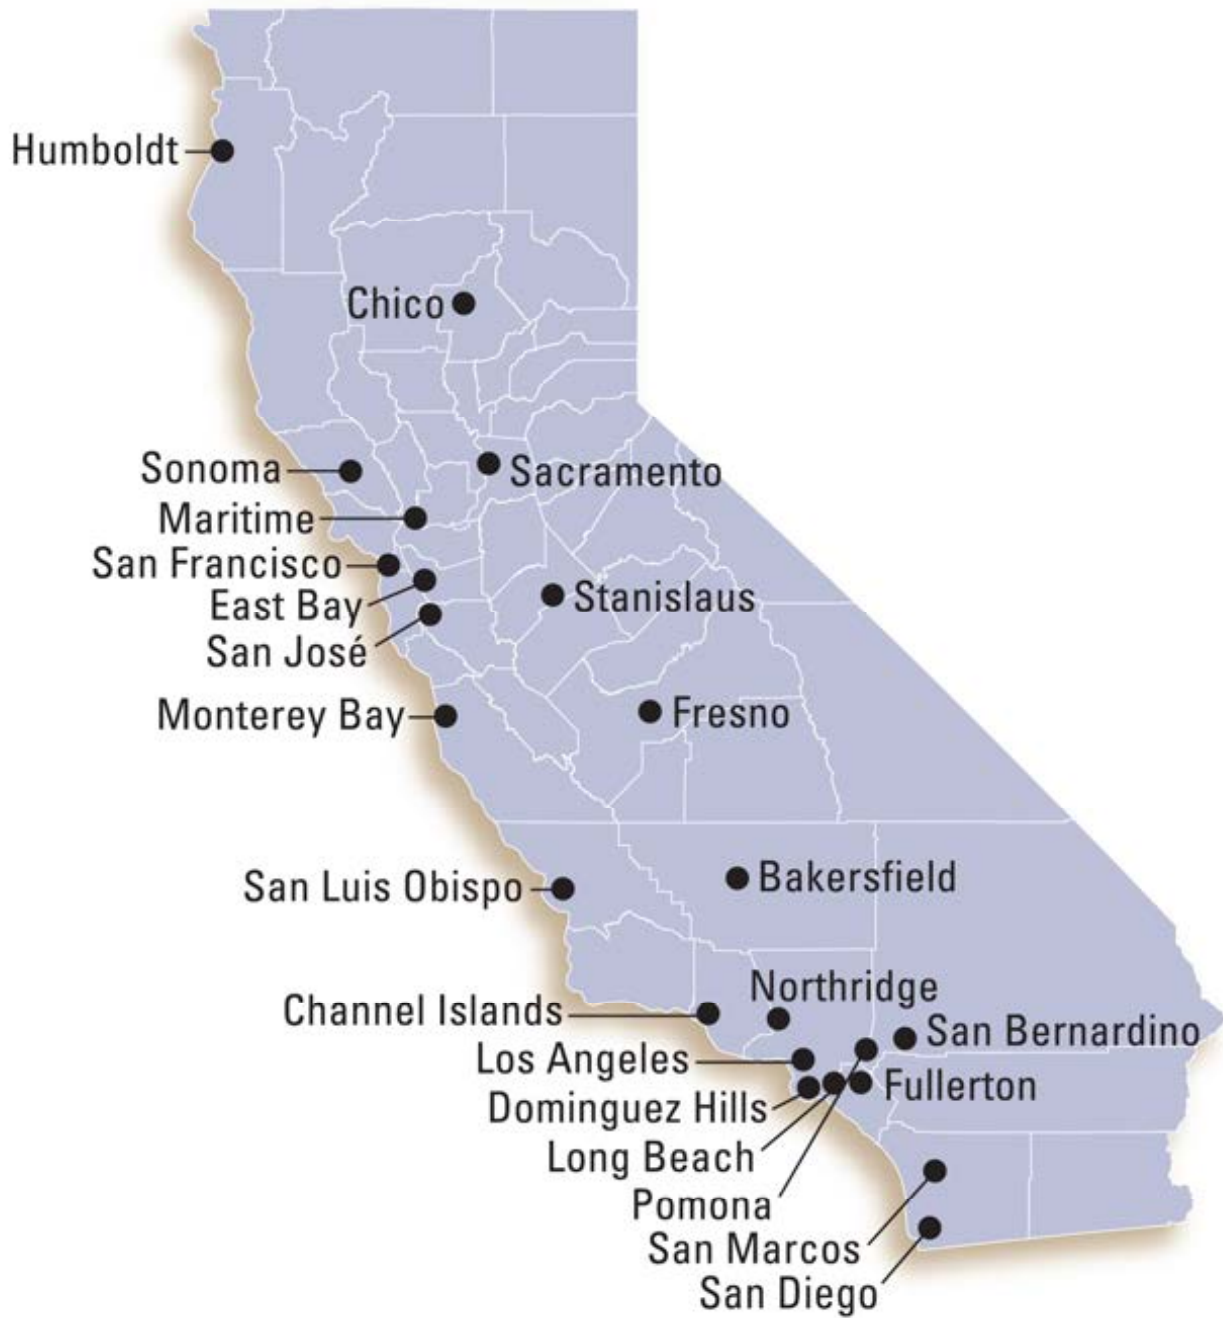 Humboldt
Chico
Sonoma
Sacramento
Maritime
San Francisco
East Bay
Stanislaus
San José
Monterey Bay
Fresno
San Luis Obispo
Bakersfield
Northridge
Channel Islands
San Bernardino
Los Angeles
Fullerton
Dominguez Hills
Long Beach
Pomona
San Marcos
San Diego